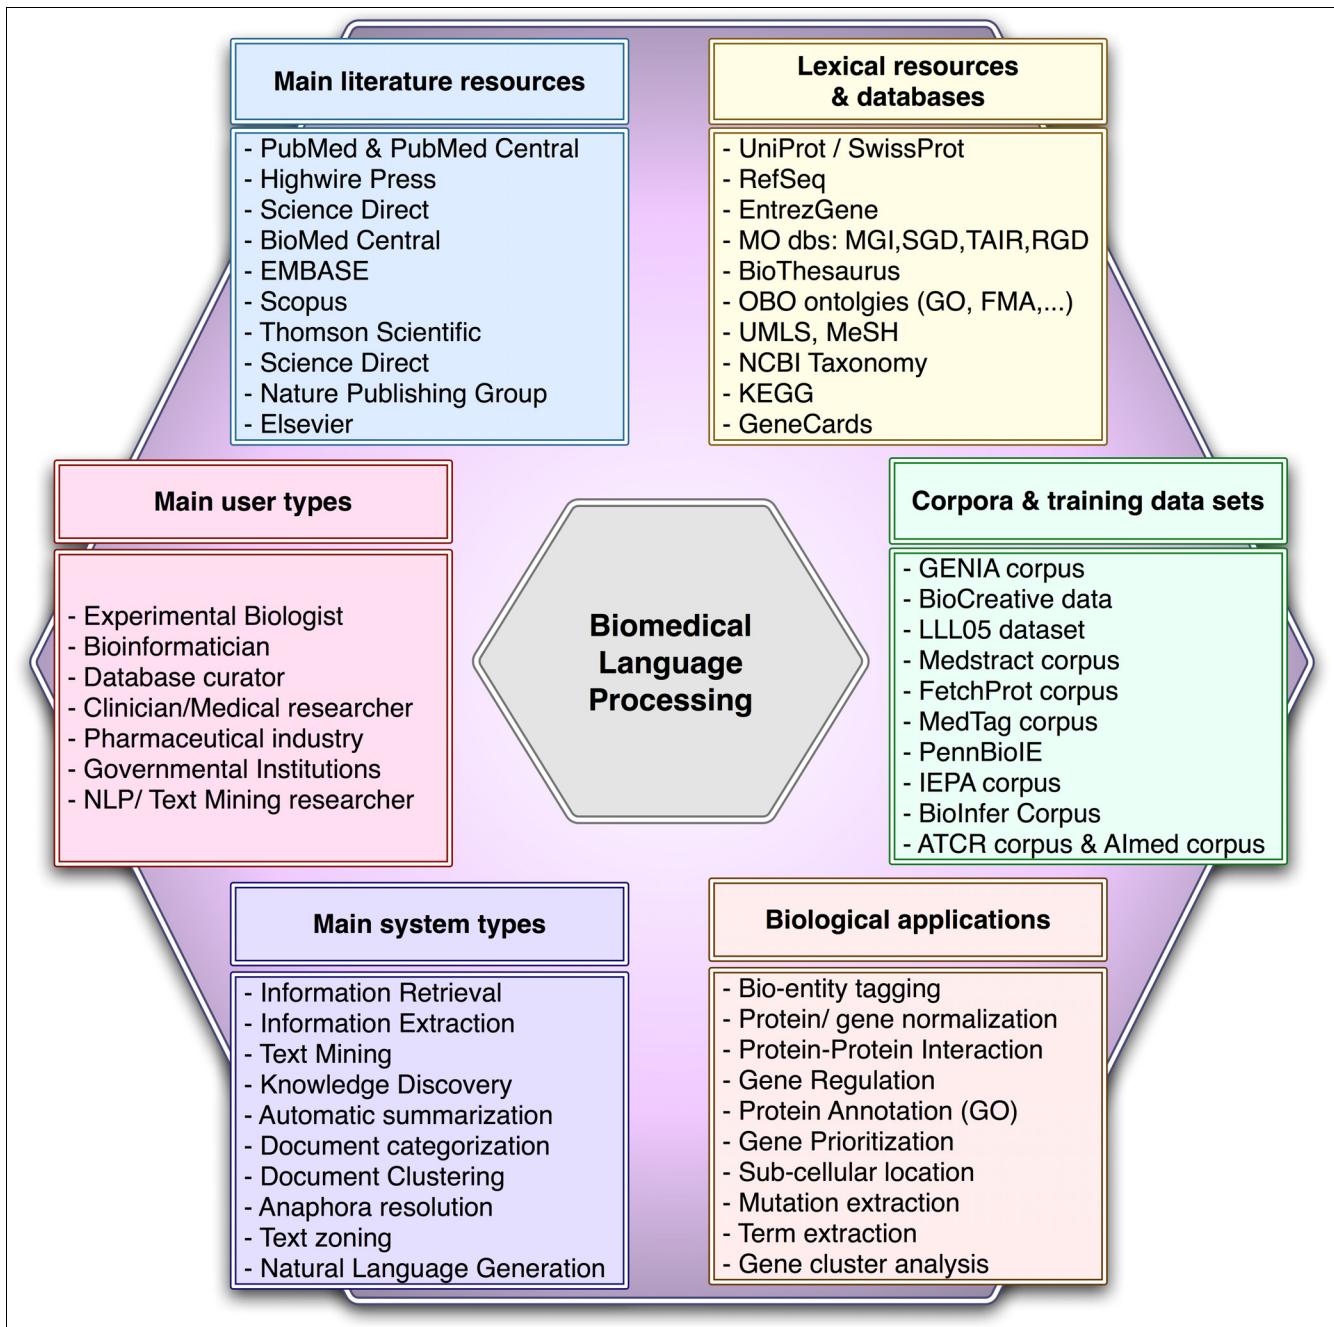 Main literature resources
- PubMed & PubMed Central
- Highwire Press
- Science Direct
- BioMed Central
- EMBASE
- Scopus
- Thomson Scientific
- Science Direct
- Nature Publishing Group
- Elsevier
Lexical resources
& databases
- UniProt / SwissProt
- RefSeq
- EntrezGene
- MO dbs: MGI,SGD,TAIR,RGD
- BioThesaurus
- OBO ontolgies (GO, FMA,...)
- UMLS, MeSH
- NCBI Taxonomy
- KEGG
- GeneCards
Main user types
- Experimental Biologist
- Bioinformatician
- Database curator
- Clinician/Medical researcher
- Pharmaceutical industry
- Governmental Institutions
- NLP/ Text Mining researcher
Biomedical
Language
Processing
Corpora & training data sets
- GENIA corpus
- BioCreative data
- LLL05 dataset
- Medstract corpus
- FetchProt corpus
- MedTag corpus
- PennBioIE
- IEPA corpus
- BioInfer Corpus
- ATCR corpus & AImed corpus
Main system types
- Information Retrieval
- Information Extraction
- Text Mining
- Knowledge Discovery
- Automatic summarization
- Document categorization
- Document Clustering
- Anaphora resolution
- Text zoning
- Natural Language Generation
Biological applications
- Bio-entity tagging
- Protein/ gene normalization
- Protein-Protein Interaction
- Gene Regulation
- Protein Annotation (GO)
- Gene Prioritization
- Sub-cellular location
- Mutation extraction
- Term extraction
- Gene cluster analysis